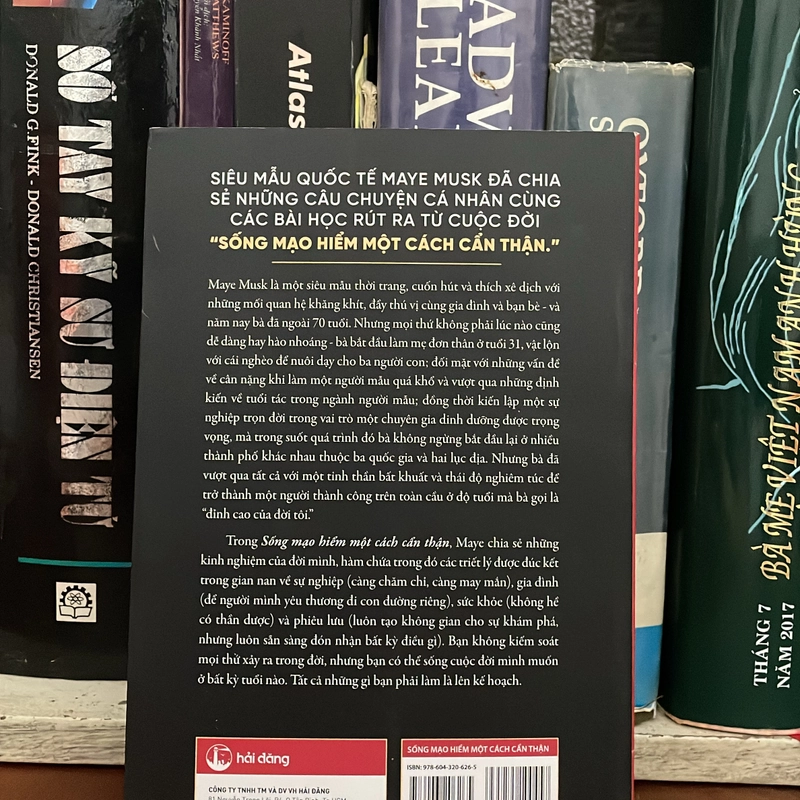 SỔ TAY KỸ SƯ ĐIỆN TỬ
DONALD G.FINK - DONALD CHRISTIANSEN
KAMINOFF
ATTHEWS
Atlas
ADV
LEA
THÁNG 7
NĂM 2017
BÀ MẸ VIỆT NAM ANH HÙNG
SIÊU MẪU QUỐC TẾ MAYE MUSK ĐÃ CHIA
SẺ NHỮNG CÂU CHUYỆN CÁ NHÂN CÙNG
CÁC BÀI HỌC RÚT RA TỪ CUỘC ĐỜI
“SỐNG MẠO HIỂM MỘT CÁCH CẨN THẬN.”
Maye Musk là một siêu mẫu thời trang, cuốn hút và thích xê dịch với
những mối quan hệ khăng khít, đầy thú vị cùng gia đình và bạn bè - và
năm nay bà đã ngoài 70 tuổi. Nhưng mọi thứ không phải lúc nào cũng
dễ dàng hay hào nhoáng - bà bắt đầu làm mẹ đơn thân ở tuổi 31, vật lộn
với cái nghèo để nuôi dạy cho ba người con; đối mặt với những vấn đề
về cân nặng khi làm một người mẫu quá khổ và vượt qua những định
kiến về tuổi tác trong ngành người mẫu; đồng thời kiến lập một sự
nghiệp trọn đời trong vai trò một chuyên gia dinh dưỡng được trọng
vọng, mà trong suốt quá trình đó bà không ngừng bắt đầu lại ở nhiều
thành phố khác nhau thuộc ba quốc gia và hai lục địa. Nhưng bà đã
vượt qua tất cả với một tinh thần bất khuất và thái độ nghiêm túc để
trở thành một người thành công trên toàn cầu ở độ tuổi mà bà gọi là
“đỉnh cao của đời tôi.”
Trong Sống mạo hiểm một cách cẩn thận, Maye chia sẻ những
kinh nghiệm của đời mình, hàm chứa trong đó các triết lý được đúc kết
trong gian nan về sự nghiệp (càng chăm chỉ, càng may mắn), gia đình
(để người mình yêu thương đi con đường riêng), sức khỏe (không hề
có thần dược) và phiêu lưu (luôn tạo không gian cho sự khám phá,
nhưng luôn sẵn sàng đón nhận bất kỳ điều gì). Bạn không kiểm soát
mọi thứ xảy ra trong đời, nhưng bạn có thể sống cuộc đời mình muốn
ở bất kỳ tuổi nào. Tất cả những gì bạn phải làm là lên kế hoạch.
hải đăng
CÔNG TY TNHH TM VÀ DV VH HẢI ĐĂNG
SỐNG MẠO HIỂM MỘT CÁCH CẨN THẬN
ISBN: 978-604-320-626-5